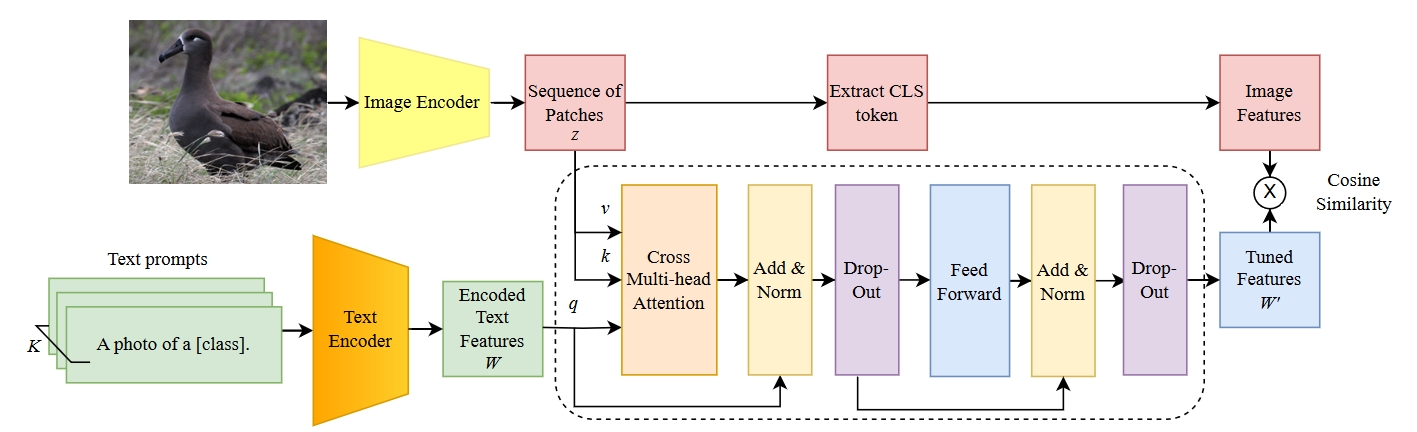 Image Encoder
Sequence of
Patches
z
Extract CLS
token
Image
Features
X
Cosine
Similarity
v
k
q
Cross
Multi-head
Attention
Add &
Norm
Drop-
Out
Feed
Forward
Add &
Norm
Drop-
Out
Tuned
Features
W'
Text prompts
K
A photo of a [class].
Text
Encoder
Encoded
Text
Features
W